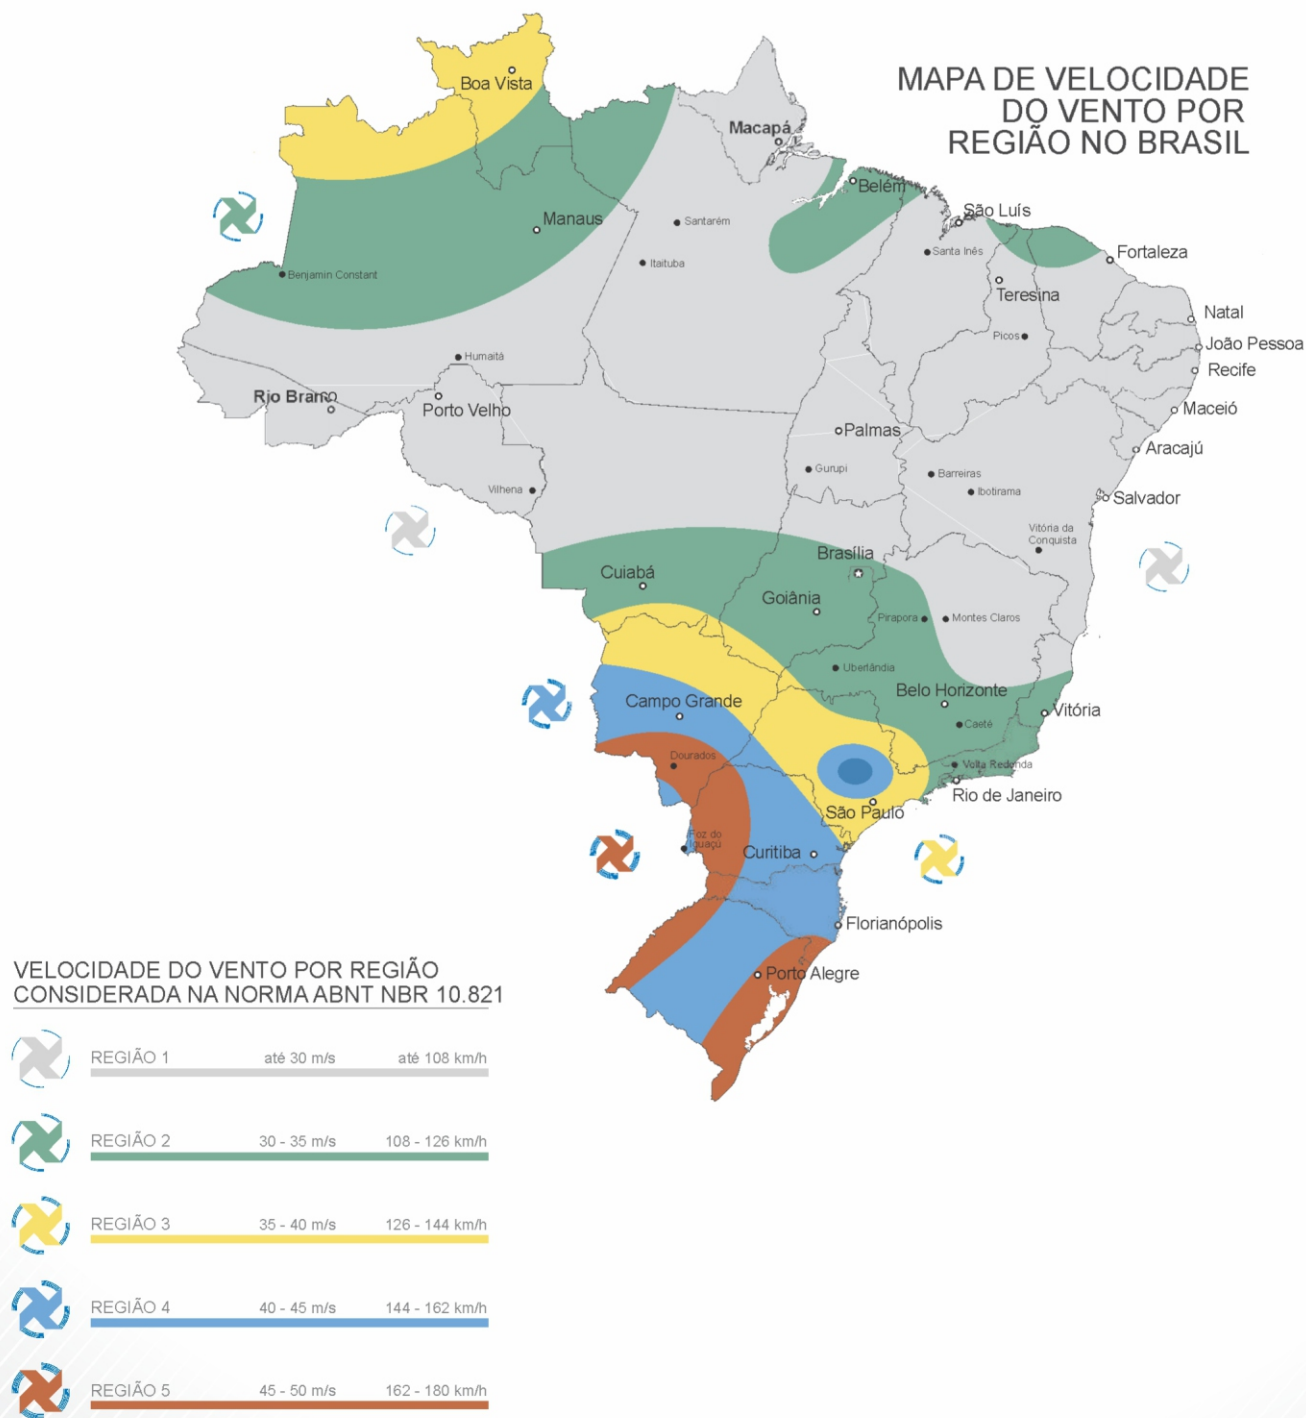 MAPA DE VELOCIDADE
DO VENTO POR
REGIÃO NO BRASIL
Boa Vista
Macapá
Belém
Manaus
Santarém
São Luís
Santa Inês
Fortaleza
Itaituba
Benjamin Constant
Teresina
Natal
Picos
João Pessoa
Humaitá
Recife
Rio Branco
Porto Velho
Maceió
Palmas
Aracajú
Gurupi
Barreiras
Vilhena
Ibotirama
Salvador
Vitória da
Conquista
Brasília
Cuiabá
Goiânia
Pirapora
Montes Claros
Uberlândia
Belo Horizonte
Campo Grande
Vitória
Caeté
Dourados
Volta Redonda
Rio de Janeiro
São Paulo
Foz do
Iguaçú
Curitiba
Florianópolis
Porto Alegre
VELOCIDADE DO VENTO POR REGIÃO
CONSIDERADA NA NORMA ABNT NBR 10.821
REGIÃO 1 até 30 m/s até 108 km/h
REGIÃO 2 30 - 35 m/s 108 - 126 km/h
REGIÃO 3 35 - 40 m/s 126 - 144 km/h
REGIÃO 4 40 - 45 m/s 144 - 162 km/h
REGIÃO 5 45 - 50 m/s 162 - 180 km/h